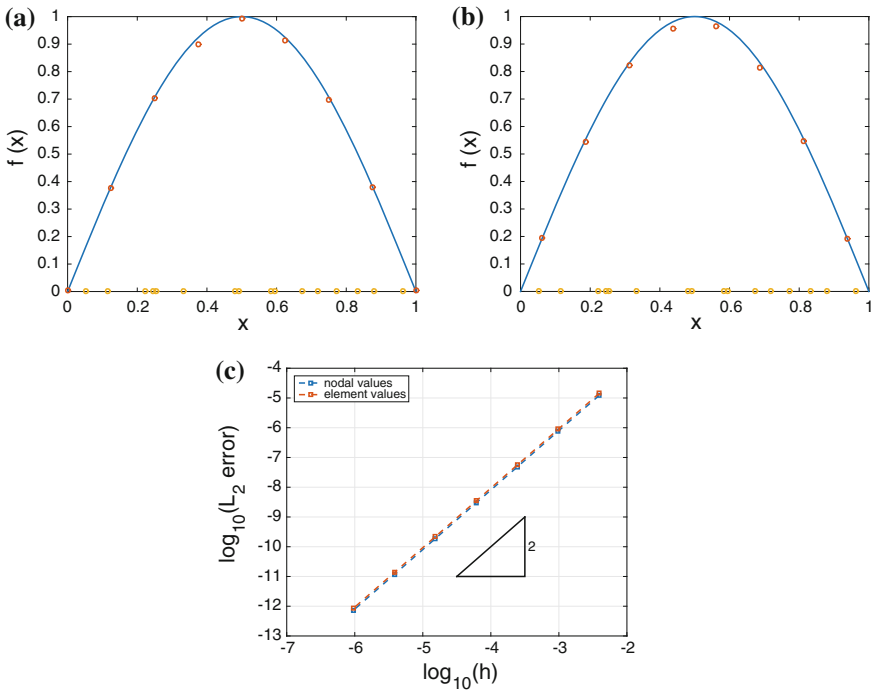 (a)
1
0.9
0.8
0.7
0.6
0.5
0.4
0.3
0.2
0.1
0
f (x)
0 0.2 0.4 0.6 0.8 1
x
(b)
1
0.9
0.8
0.7
0.6
0.5
0.4
0.3
0.2
0.1
0
f (x)
0 0.2 0.4 0.6 0.8 1
x
(c)
-4
-5
-6
-7
-8
-9
-10
-11
-12
-13
log10(L2 error)
nodal values
element values
2
-7 -6 -5 -4 -3 -2
log10(h)